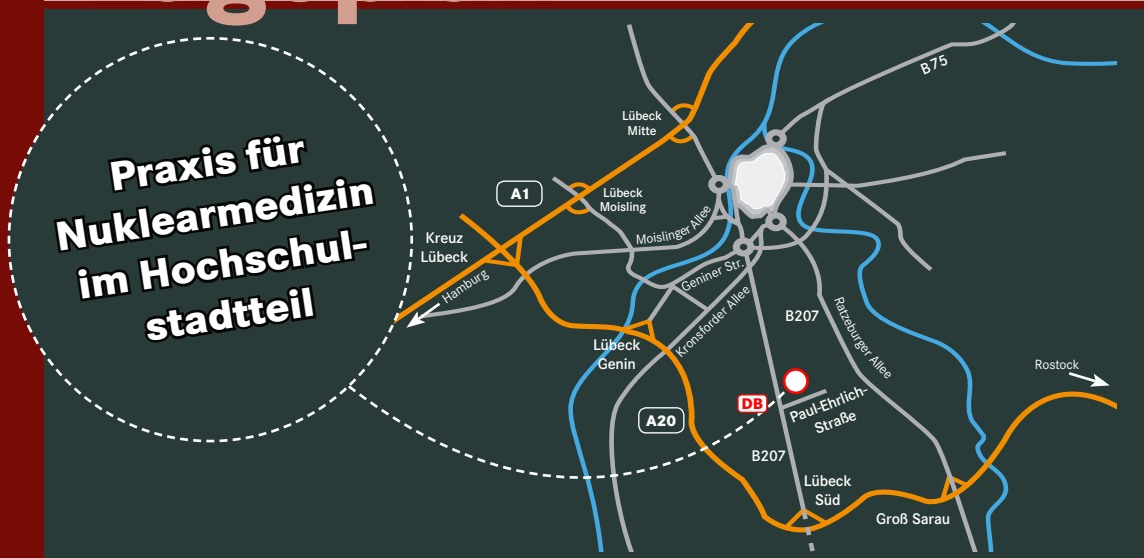 Praxis für
Nuklearmedizin
im Hochschul-
stadtteil
B75
Lübeck
Mitte
A1
Lübeck
Moisling
Kreuz
Lübeck
Moislinger Allee
Hamburg
Geniner Str.
Kronsforder Allee
B207
Ratzeburger Allee
Lübeck
Genin
Rostock
DB
Paul-Ehrlich-
Straße
A20
B207
Lübeck
Süd
Groß Sarau